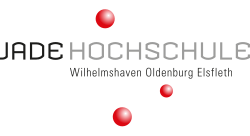 JADE HOCHSCHULE
Wilhelmshaven Oldenburg Elsfleth